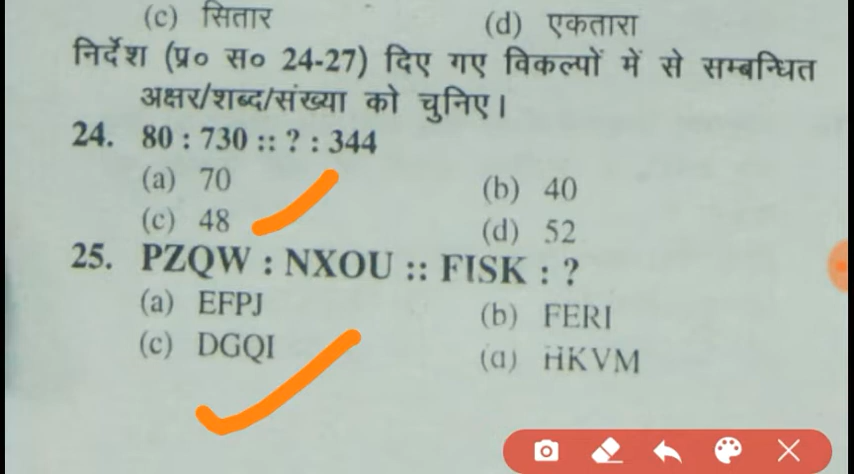 (c) सितार (d) एकतारा
निर्देश (प्र० स० 24-27) दिए गए विकल्पों में से सम्बन्धित
अक्षर/शब्द/संख्या को चुनिए।
24. 80 : 730 :: ? : 344
(a) 70 (b) 40
(c) 48 (d) 52
25. PZQW : NXOU :: FISK : ?
(a) EFPJ (b) FERI
(c) DGQI (d) HKVM